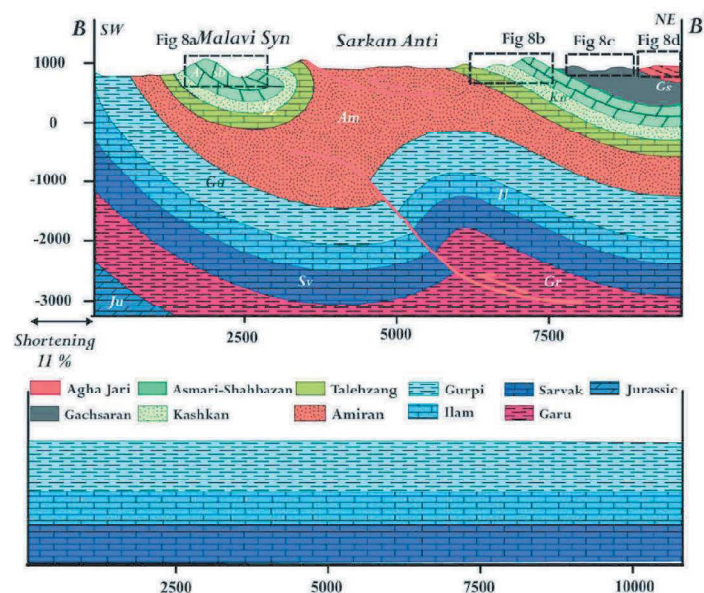 B SW Fig 8a Malavi Syn Sarkan Anti Fig 8b Fig 8c Fig 8d NE B
1000
0
-1000
-2000
-3000
Gs
Am
Gu
Il
Sv
Gr
Ju
2500 5000 7500
Shortening
11 %
Agha Jari Asmari-Shahbazan Talehzang Gurpi Sarvak Jurassic
Gachsaran Kashkan Amiran Ilam Garu
2500 5000 7500 10000